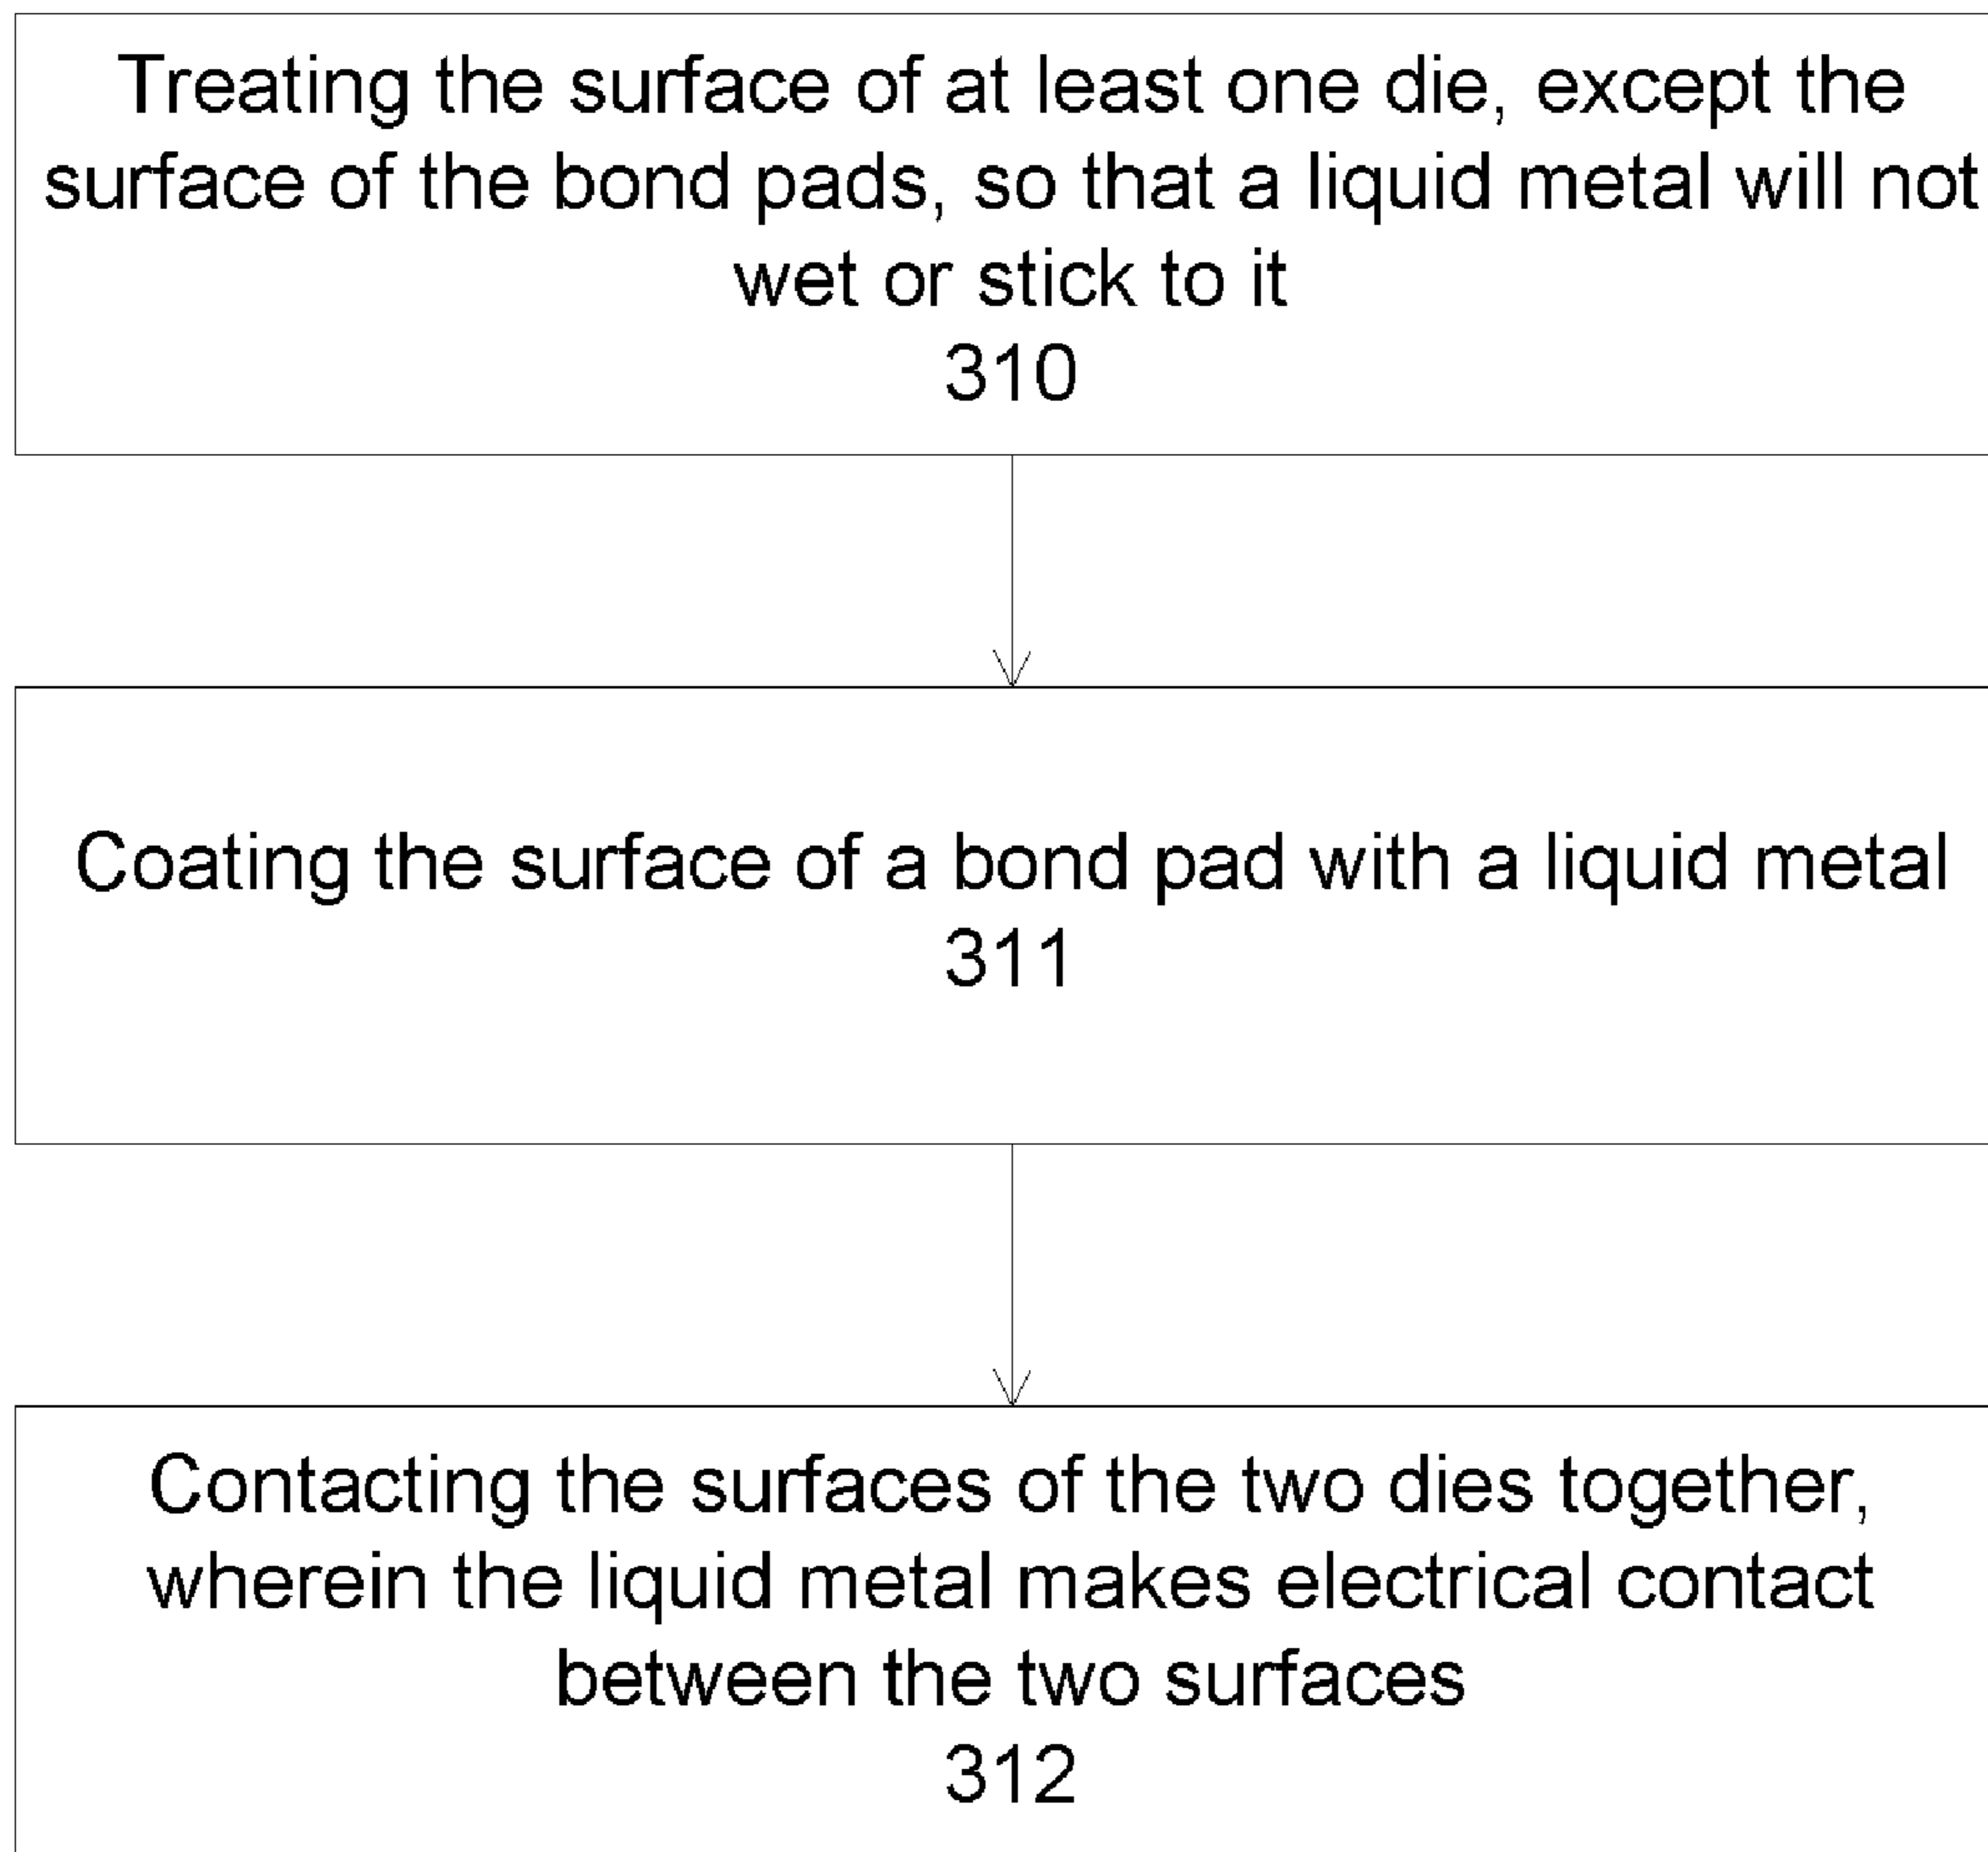 Treating the surface of at least one die, except the
surface of the bond pads, so that a liquid metal will not
wet or stick to it
310
Coating the surface of a bond pad with a liquid metal
311
Contacting the surfaces of the two dies together,
wherein the liquid metal makes electrical contact
between the two surfaces
312